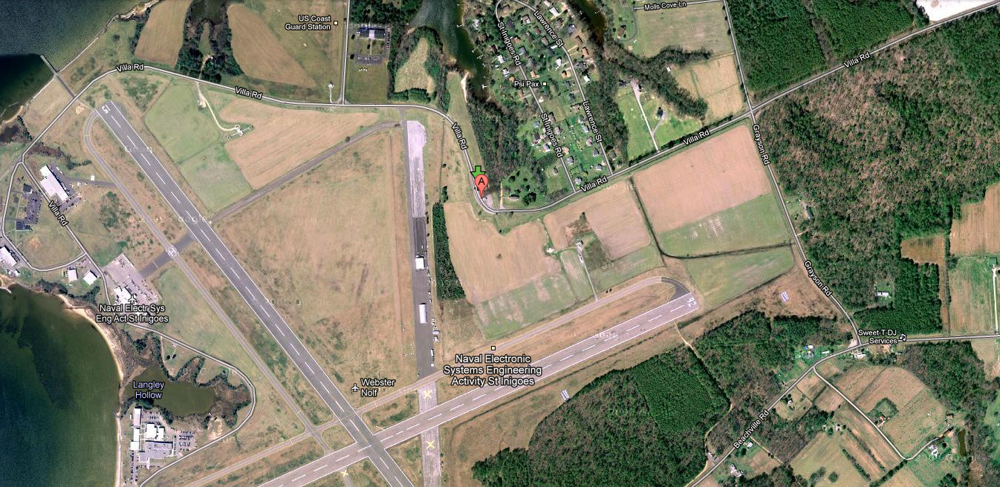 Molls Cove Ln
US Coast
Guard Station
Lawrence St
St Inigoes Rd
Villa Rd
Villa Rd
Psi Pax
Villa Rd
Lawrence St
St Inigoes Rd
Villa Rd
Villa Rd
Grayson Rd
15
A
Villa Rd
Villa Rd
Grayson Rd
Naval Electr Sys
Eng Act St Inigoes
26
Sweet-T-DJ
Services
Naval Electronic
Systems Engineering
Activity St Inigoes
Webster
Nolf
Langley
Hollow
Beachville Rd